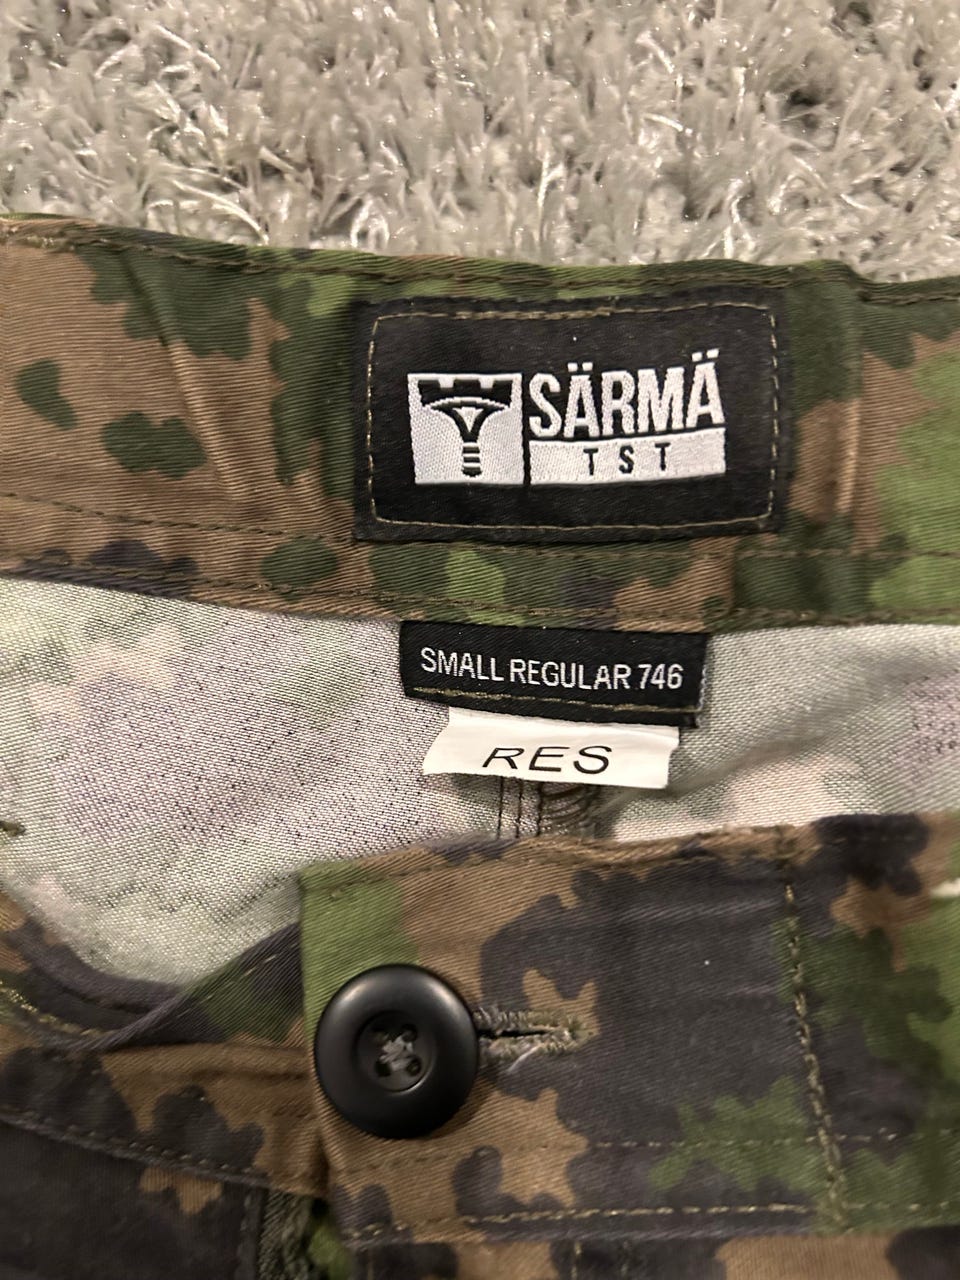 SÄRMÄ
TST
SMALL REGULAR 746
RES